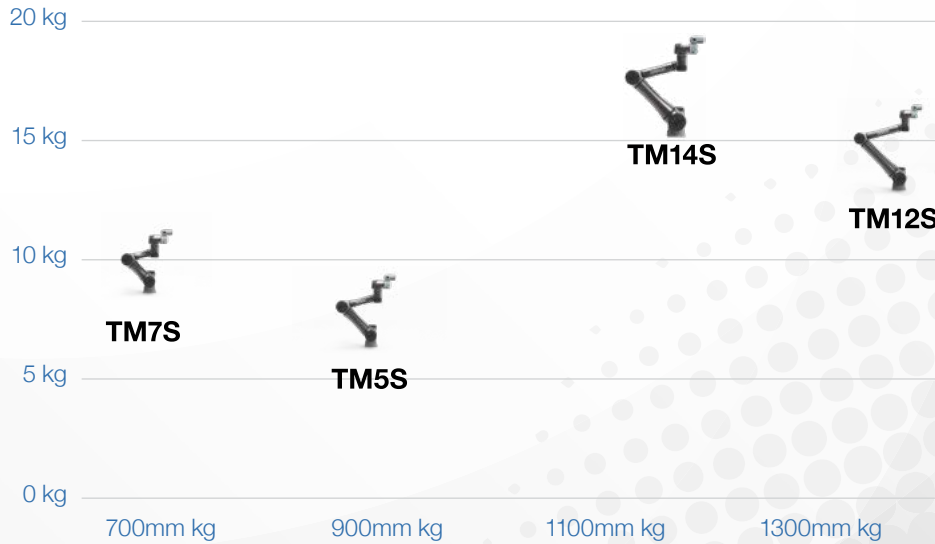 20 kg
15 kg
TM14S
TM12S
10 kg
TM7S
5 kg
TM5S
0 kg
700mm kg
900mm kg
1100mm kg
1300mm kg